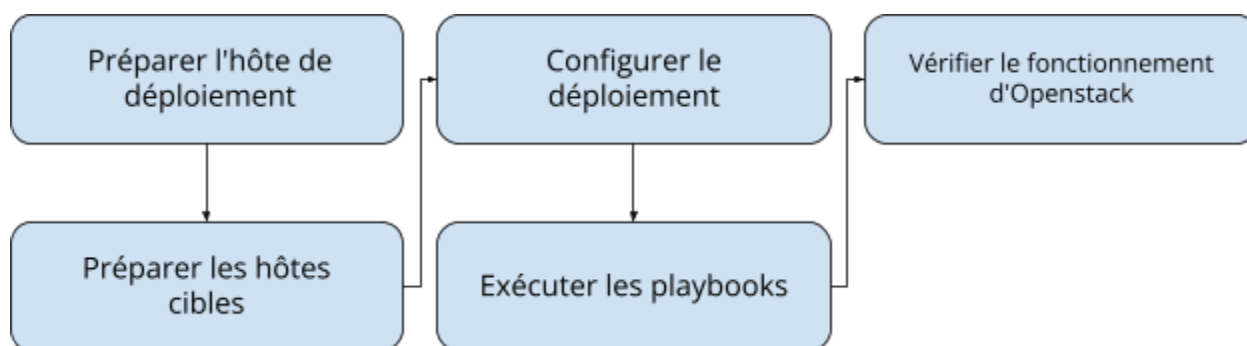 Préparer l'hôte de
déploiement
Préparer les hôtes
cibles
Configurer le
déploiement
Exécuter les playbooks
Vérifier le fonctionnement
d'Openstack